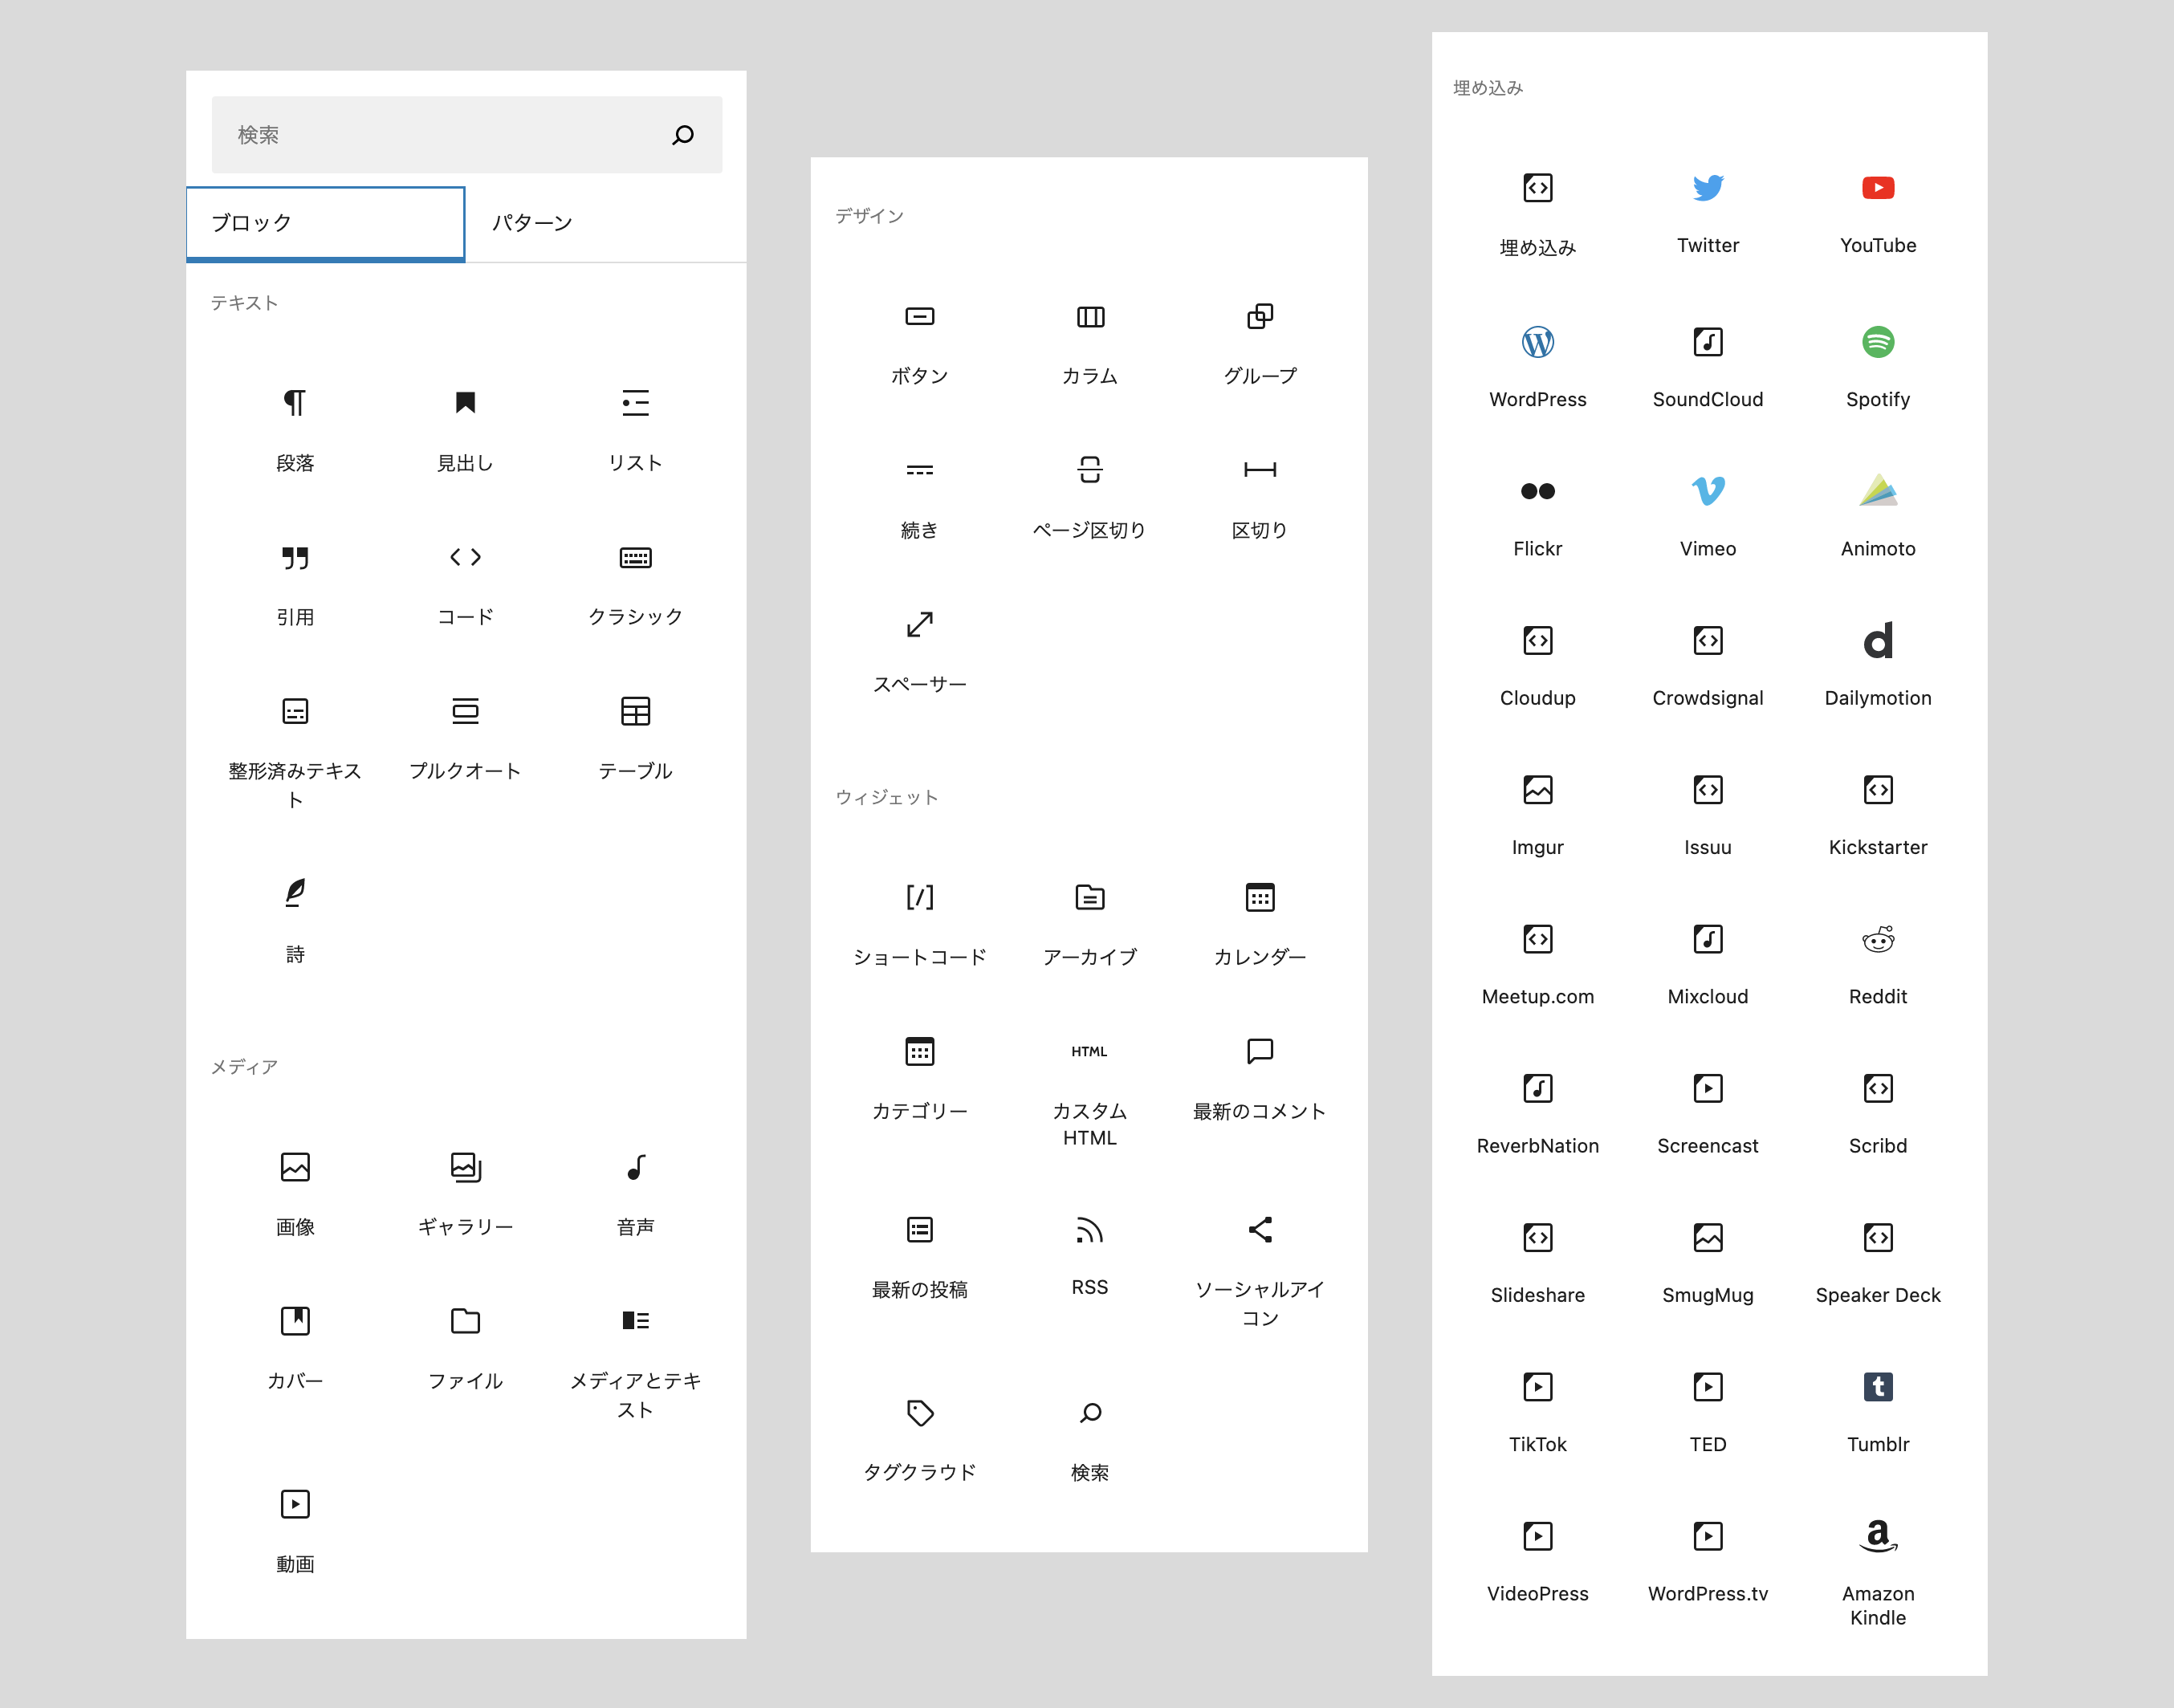 検索
ブロック
パターン
テキスト
段落
見出し
リスト
引用
コード
クラシック
整形済みテキス
ト
プルクオート
テーブル
詩
メディア
画像
ギャラリー
音声
カバー
ファイル
メディアとテキ
スト
動画
デザイン
ボタン
カラム
グループ
続き
ページ区切り
区切り
スペーサー
ウィジェット
ショートコード
アーカイブ
カレンダー
カテゴリー
HTML
カスタム
HTML
最新のコメント
最新の投稿
RSS
ソーシャルアイ
コン
タグクラウド
検索
埋め込み
埋め込み
Twitter
YouTube
WordPress
SoundCloud
Spotify
Flickr
Vimeo
Animoto
Cloudup
Crowdsignal
Dailymotion
Imgur
Issuu
Kickstarter
Meetup.com
Mixcloud
Reddit
ReverbNation
Screencast
Scribd
Slideshare
SmugMug
Speaker Deck
TikTok
TED
Tumblr
VideoPress
WordPress.tv
Amazon
Kindle